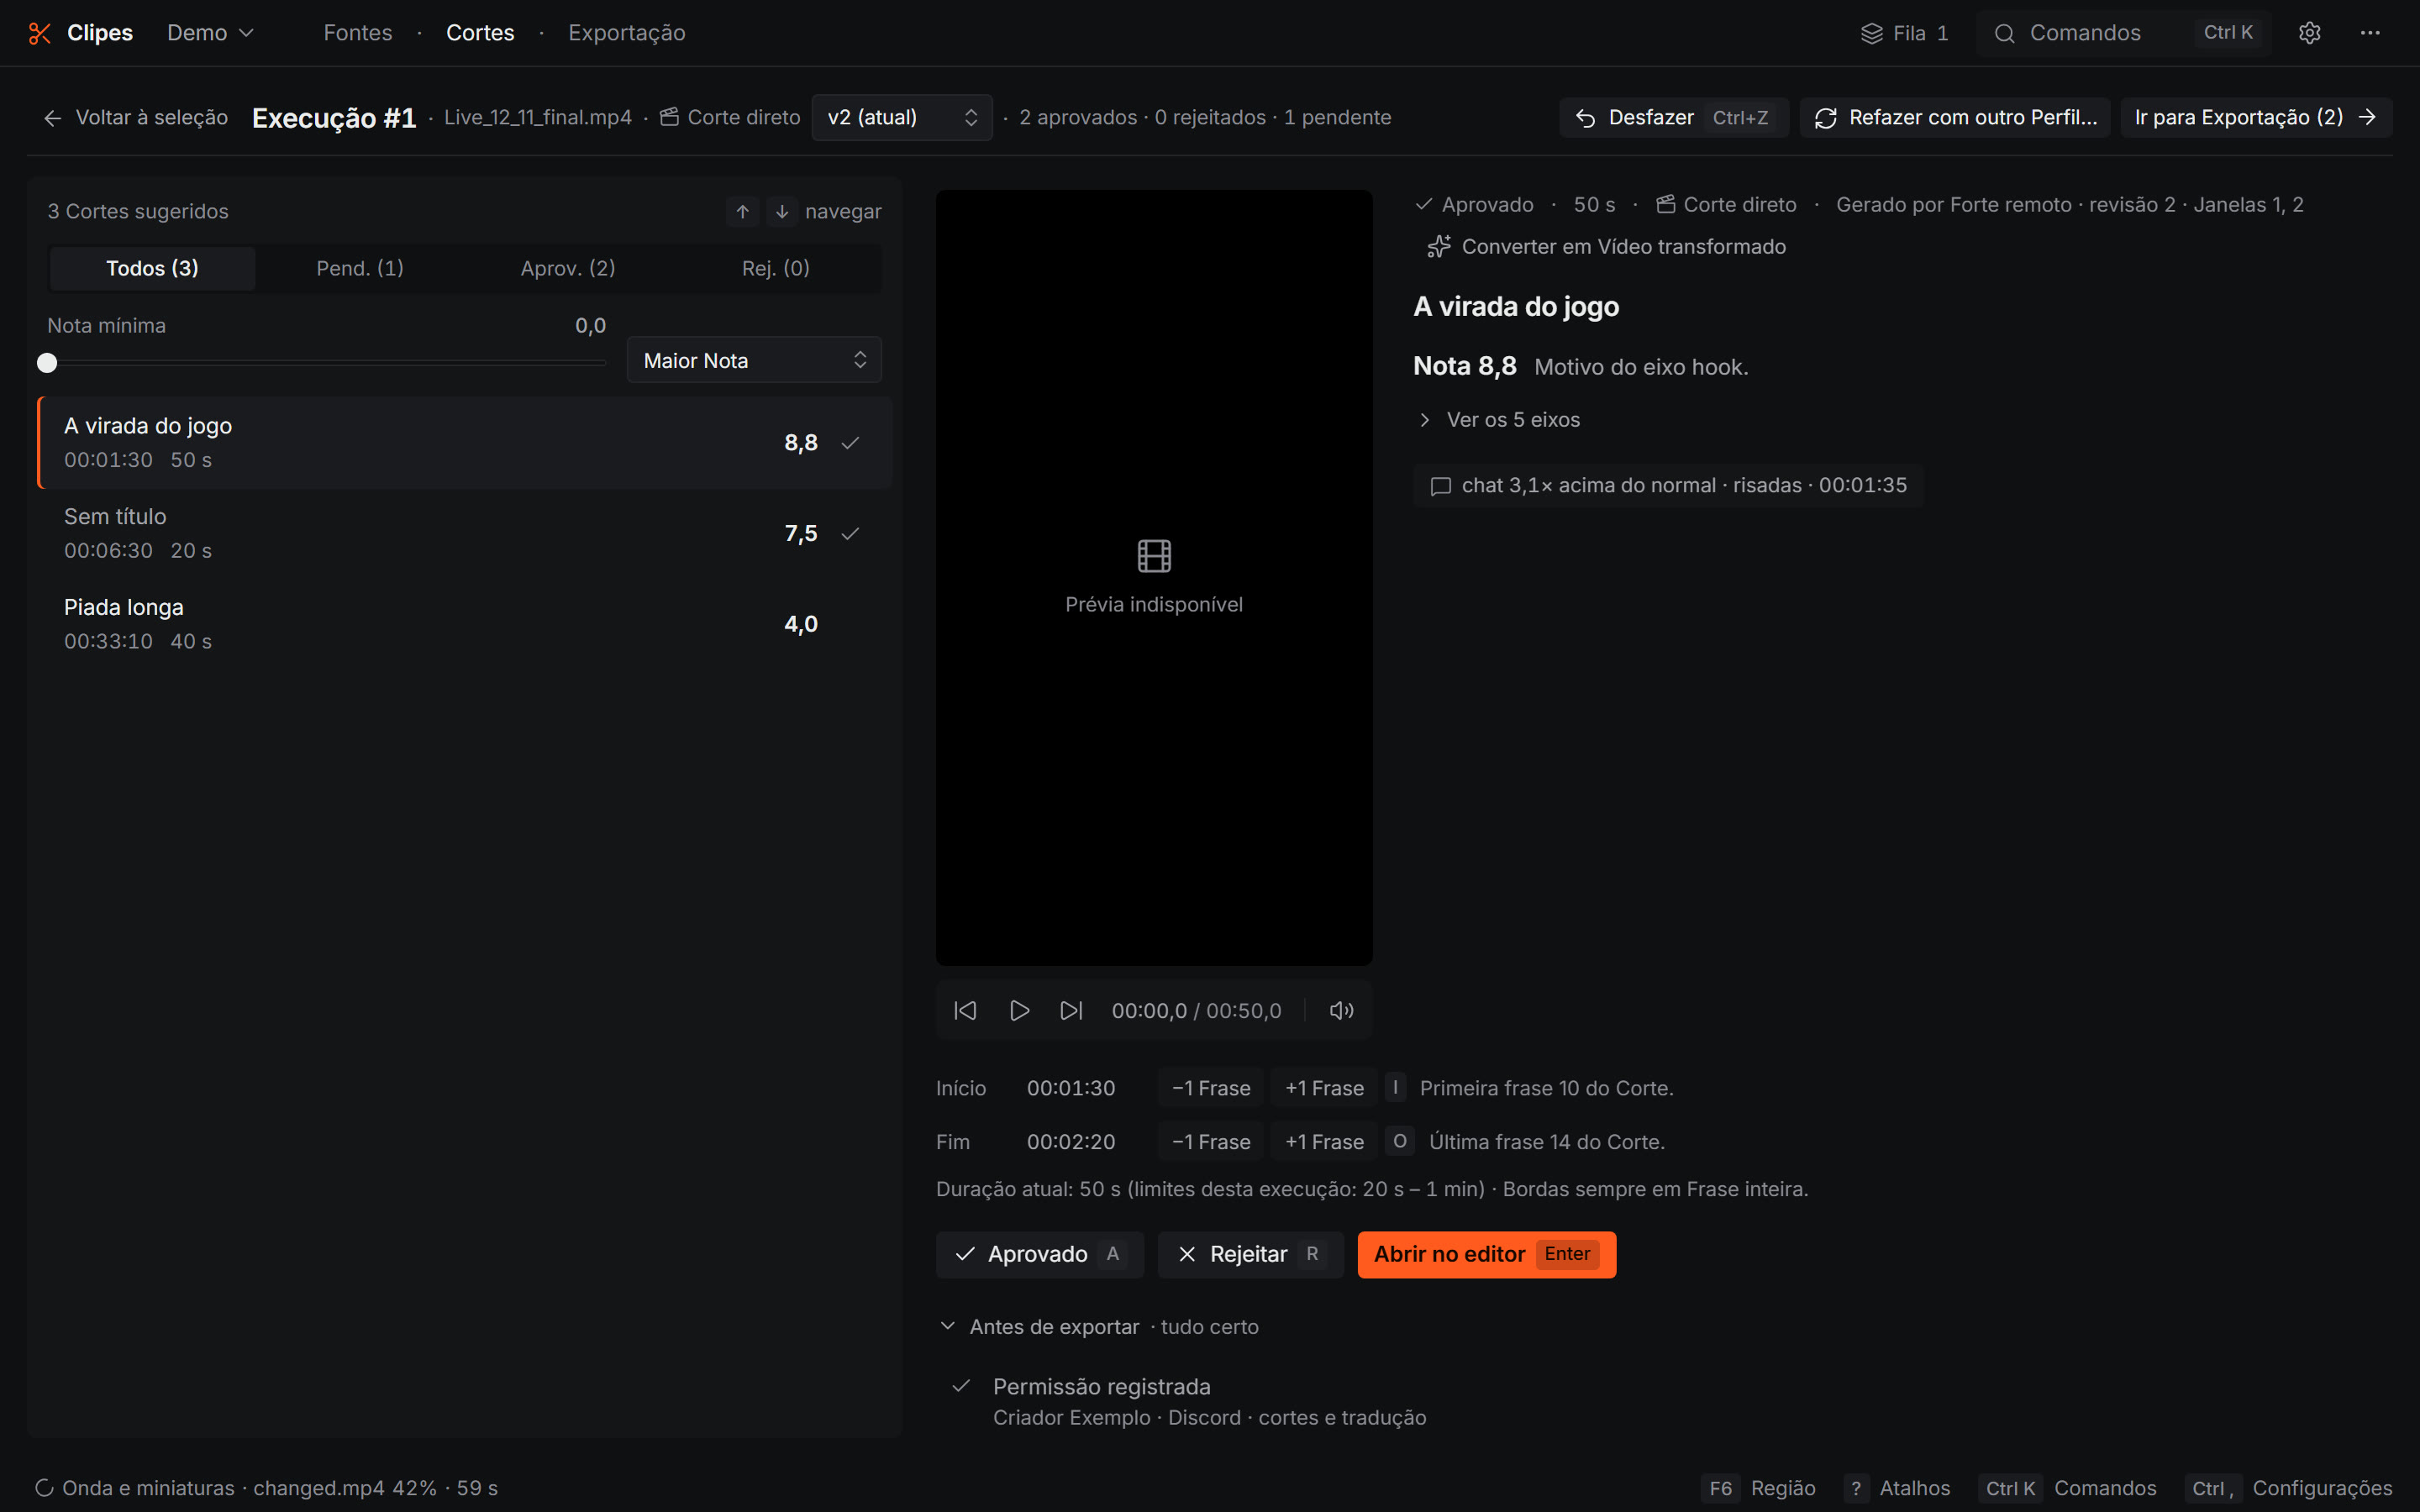 Clipes Demo Fontes · Cortes · Exportação Fila 1 Comandos Ctrl K
Voltar à seleção Execução #1 · Live_12_11_final.mp4 · Corte direto v2 (atual) · 2 aprovados · 0 rejeitados · 1 pendente Desfazer Ctrl+Z Refazer com outro Perfil... Ir para Exportação (2)
3 Cortes sugeridos navegar
Todos (3) Pend. (1) Aprov. (2) Rej. (0)
Nota mínima 0,0
Maior Nota
A virada do jogo
00:01:30 50 s
8,8
Sem título
00:06:30 20 s
7,5
Piada longa
00:33:10 40 s
4,0
Prévia indisponível
00:00,0 / 00:50,0
Aprovado · 50 s · Corte direto · Gerado por Forte remoto · revisão 2 · Janelas 1, 2
Converter em Vídeo transformado
A virada do jogo
Nota 8,8 Motivo do eixo hook.
Ver os 5 eixos
chat 3,1× acima do normal · risadas · 00:01:35
Início 00:01:30 −1 Frase +1 Frase I Primeira frase 10 do Corte.
Fim 00:02:20 −1 Frase +1 Frase O Última frase 14 do Corte.
Duração atual: 50 s (limites desta execução: 20 s – 1 min) · Bordas sempre em Frase inteira.
Aprovado A Rejeitar R Abrir no editor Enter
Antes de exportar · tudo certo
Permissão registrada
Criador Exemplo · Discord · cortes e tradução
Onda e miniaturas · changed.mp4 42% · 59 s F6 Região ? Atalhos Ctrl K Comandos Ctrl , Configurações